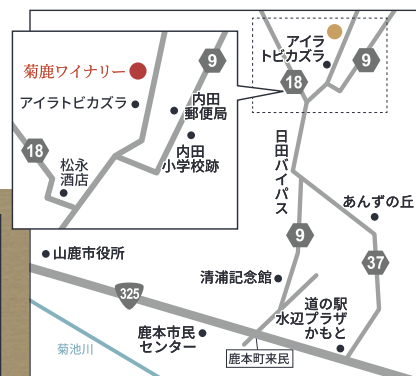 菊鹿ワイナリー
アイラトビカズラ
9
内田
郵便局
内田
小学校跡
18
松永
酒店
アイラ
トビカズラ
18
9
日田バイパス
あんずの丘
9
37
山鹿市役所
清浦記念館
325
道の駅
水辺プラザ
かもと
鹿本市民
センター
鹿本町来民
菊池川